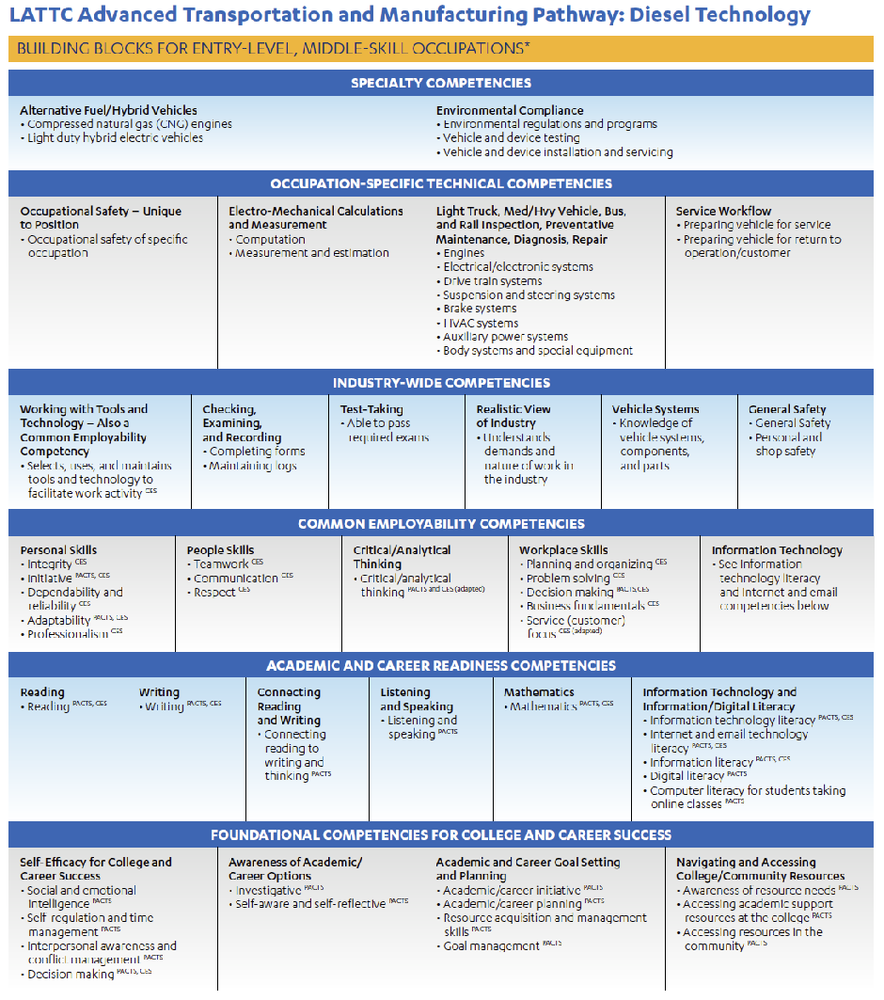 LATTC Advanced Transportation and Manufacturing Pathway: Diesel Technology
BUILDING BLOCKS FOR ENTRY-LEVEL, MIDDLE-SKILL OCCUPATIONS*
SPECIALTY COMPETENCIES
Alternative Fuel/Hybrid Vehicles
• Compressed natural gas (CNG) engines
• Light duty hybrid electric vehicles
Environmental Compliance
• Environmental regulations and programs
• Vehicle and device testing
• Vehicle and device installation and servicing
OCCUPATION-SPECIFIC TECHNICAL COMPETENCIES
Occupational Safety – Unique
to Position
• Occupational safety of specific
occupation
Electro-Mechanical Calculations
and Measurement
• Computation
• Measurement and estimation
Light Truck, Med/Hvy Vehicle, Bus,
and Rail Inspection, Preventative
Maintenance, Diagnosis, Repair
• Engines
• Electrical/electronic systems
• Drive train systems
• Suspension and steering systems
• Brake systems
• HVAC systems
• Auxiliary power systems
• Body systems and special equipment
Service Workflow
• Preparing vehicle for service
• Preparing vehicle for return to
operation/customer
INDUSTRY-WIDE COMPETENCIES
Working with Tools and
Technology – Also a
Common Employability
Competency
• Selects, uses, and maintains
tools and technology to
facilitate work activity CES
Checking,
Examining,
and Recording
• Completing forms
• Maintaining logs
Test-Taking
• Able to pass
required exams
Realistic View
of Industry
• Understands
demands and
nature of work in
the industry
Vehicle Systems
• Knowledge of
vehicle systems,
components,
and parts
General Safety
• General Safety
• Personal and
shop safety
COMMON EMPLOYABILITY COMPETENCIES
Personal Skills
• Integrity CES
• Initiative PACTS, CES
• Dependability and
reliability CES
• Adaptability PACTS, CES
• Professionalism CES
People Skills
• Teamwork CES
• Communication CES
• Respect CES
Critical/Analytical
Thinking
• Critical/analytical
thinking PACTS and CES (adapted)
Workplace Skills
• Planning and organizing CES
• Problem solving CES
• Decision making PACTS,CES
• Business fundamentals CES
• Service (customer)
focus CES (adapted)
Information Technology
• See Information
technology literacy
and Internet and email
competencies below
ACADEMIC AND CAREER READINESS COMPETENCIES
Reading
• Reading PACTS, CES
Writing
• Writing PACTS, CES
Connecting
Reading
and Writing
• Connecting
reading to
writing and
thinking PACTS
Listening
and Speaking
• Listening and
speaking PACTS
Mathematics
• Mathematics PACTS, CES
Information Technology and
Information/Digital Literacy
• Information technology literacy PACTS, CES
• Internet and email technology
literacy PACTS, CES
• Information literacy PACTS, CES
• Digital literacy PACTS
• Computer literacy for students taking
online classes PACTS
FOUNDATIONAL COMPETENCIES FOR COLLEGE AND CAREER SUCCESS
Self-Efficacy for College and
Career Success
• Social and emotional
intelligence PACTS
• Self-regulation and time
management PACTS
• Interpersonal awareness and
conflict management PACTS
• Decision making PACTS, CES
Awareness of Academic/
Career Options
• Investigative PACTS
• Self-aware and self-reflective PACTS
Academic and Career Goal Setting
and Planning
• Academic/career initiative PACTS
• Academic/career planning PACTS
• Resource acquisition and management
skills PACTS
• Goal management PACTS
Navigating and Accessing
College/Community Resources
• Awareness of resource needs PACTS
• Accessing academic support
resources at the college PACTS
• Accessing resources in the
community PACTS